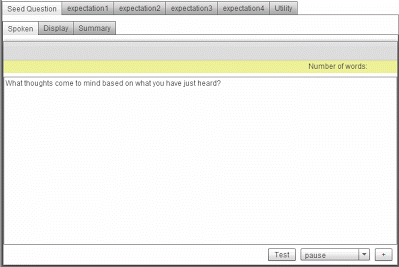 Seed Question expectation1 expectation2 expectation3 expectation4 Utility
Spoken Display Summary
Number of words:
What thoughts come to mind based on what you have just heard?
Test pause +